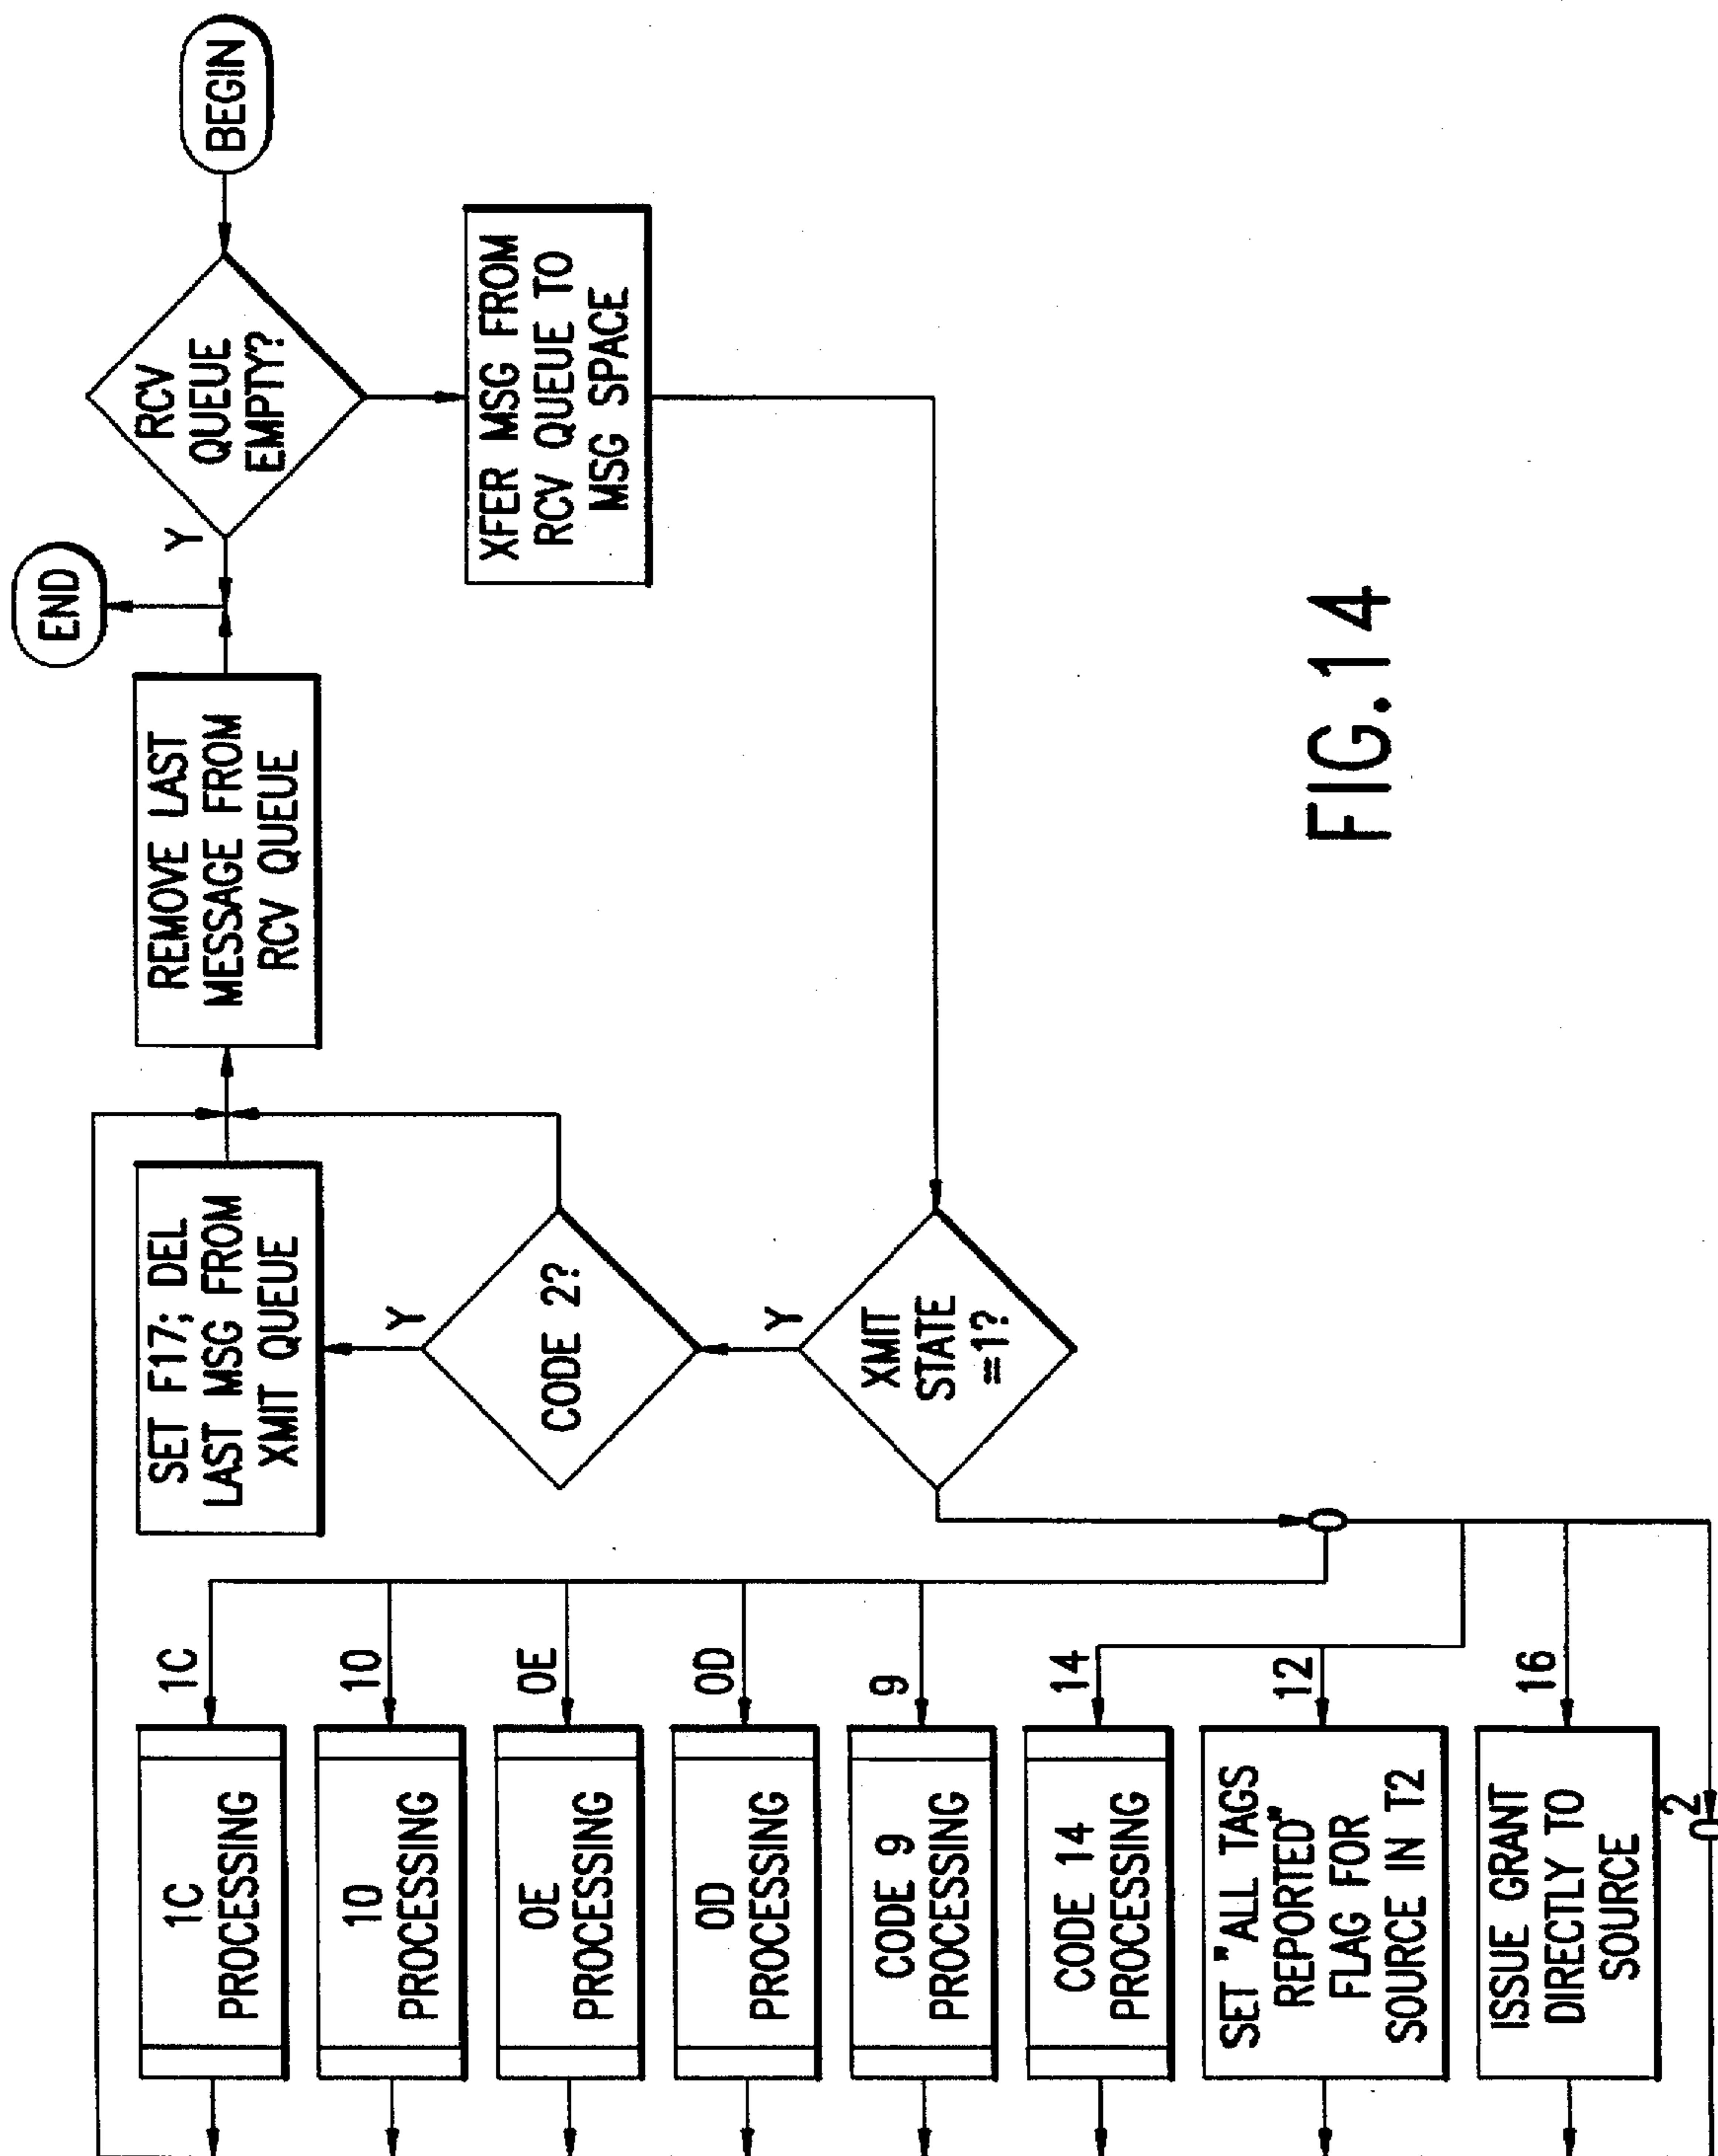 BEGIN
RCV
QUEUE
EMPTY?
Y
END
XFER MSG FROM
RCV QUEUE TO
MSG SPACE
REMOVE LAST
MESSAGE FROM
RCV QUEUE
SET F17; DEL
LAST MSG FROM
XMIT QUEUE
Y
CODE 2?
Y
XMIT
STATE
=1?
1C
1C
PROCESSING
10
10
PROCESSING
0E
0E
PROCESSING
0D
0D
PROCESSING
9
CODE 9
PROCESSING
14
CODE 14
PROCESSING
12
SET "ALL TAGS
REPORTED"
FLAG FOR
SOURCE IN T2
16
ISSUE GRANT
DIRECTLY TO
SOURCE
2
FIG.14